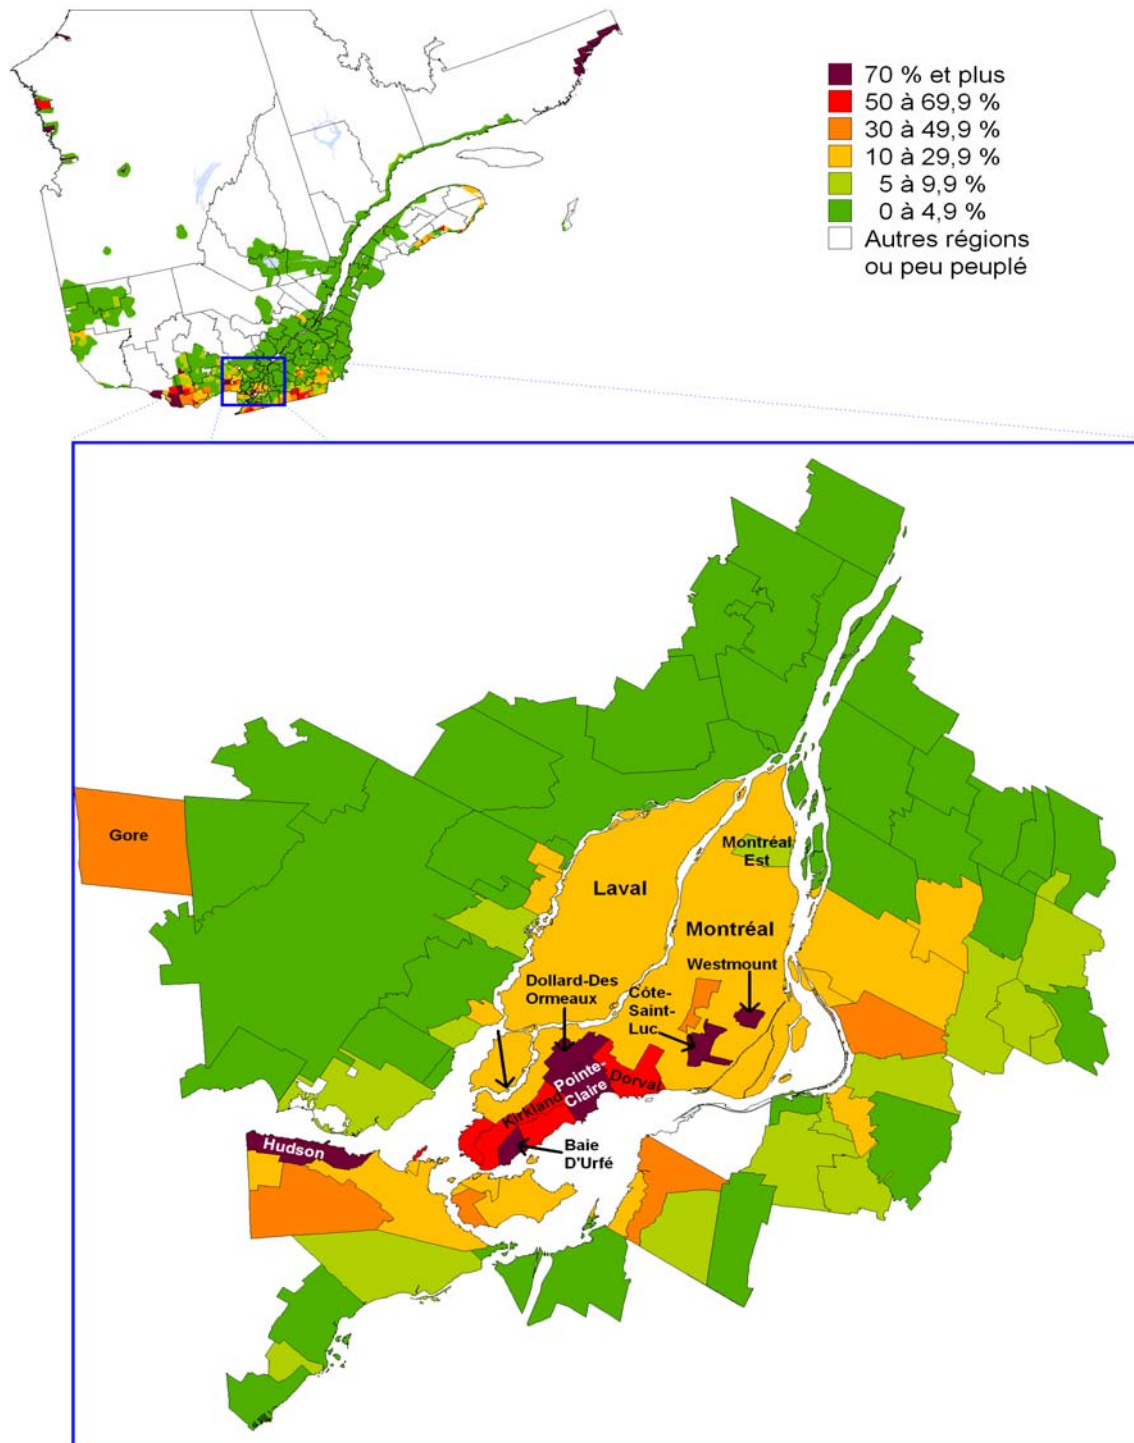 70 % et plus
50 à 69,9 %
30 à 49,9 %
10 à 29,9 %
5 à 9,9 %
0 à 4,9 %
Autres régions
ou peu peuplé
Gore
Montréal
Est
Laval
Montréal
Westmount
Dollard-Des
Ormeaux
Côte-
Saint-
Luc
Pointe-
Claire
Dorval
Kirkland
Hudson
Baie
D'Urfé